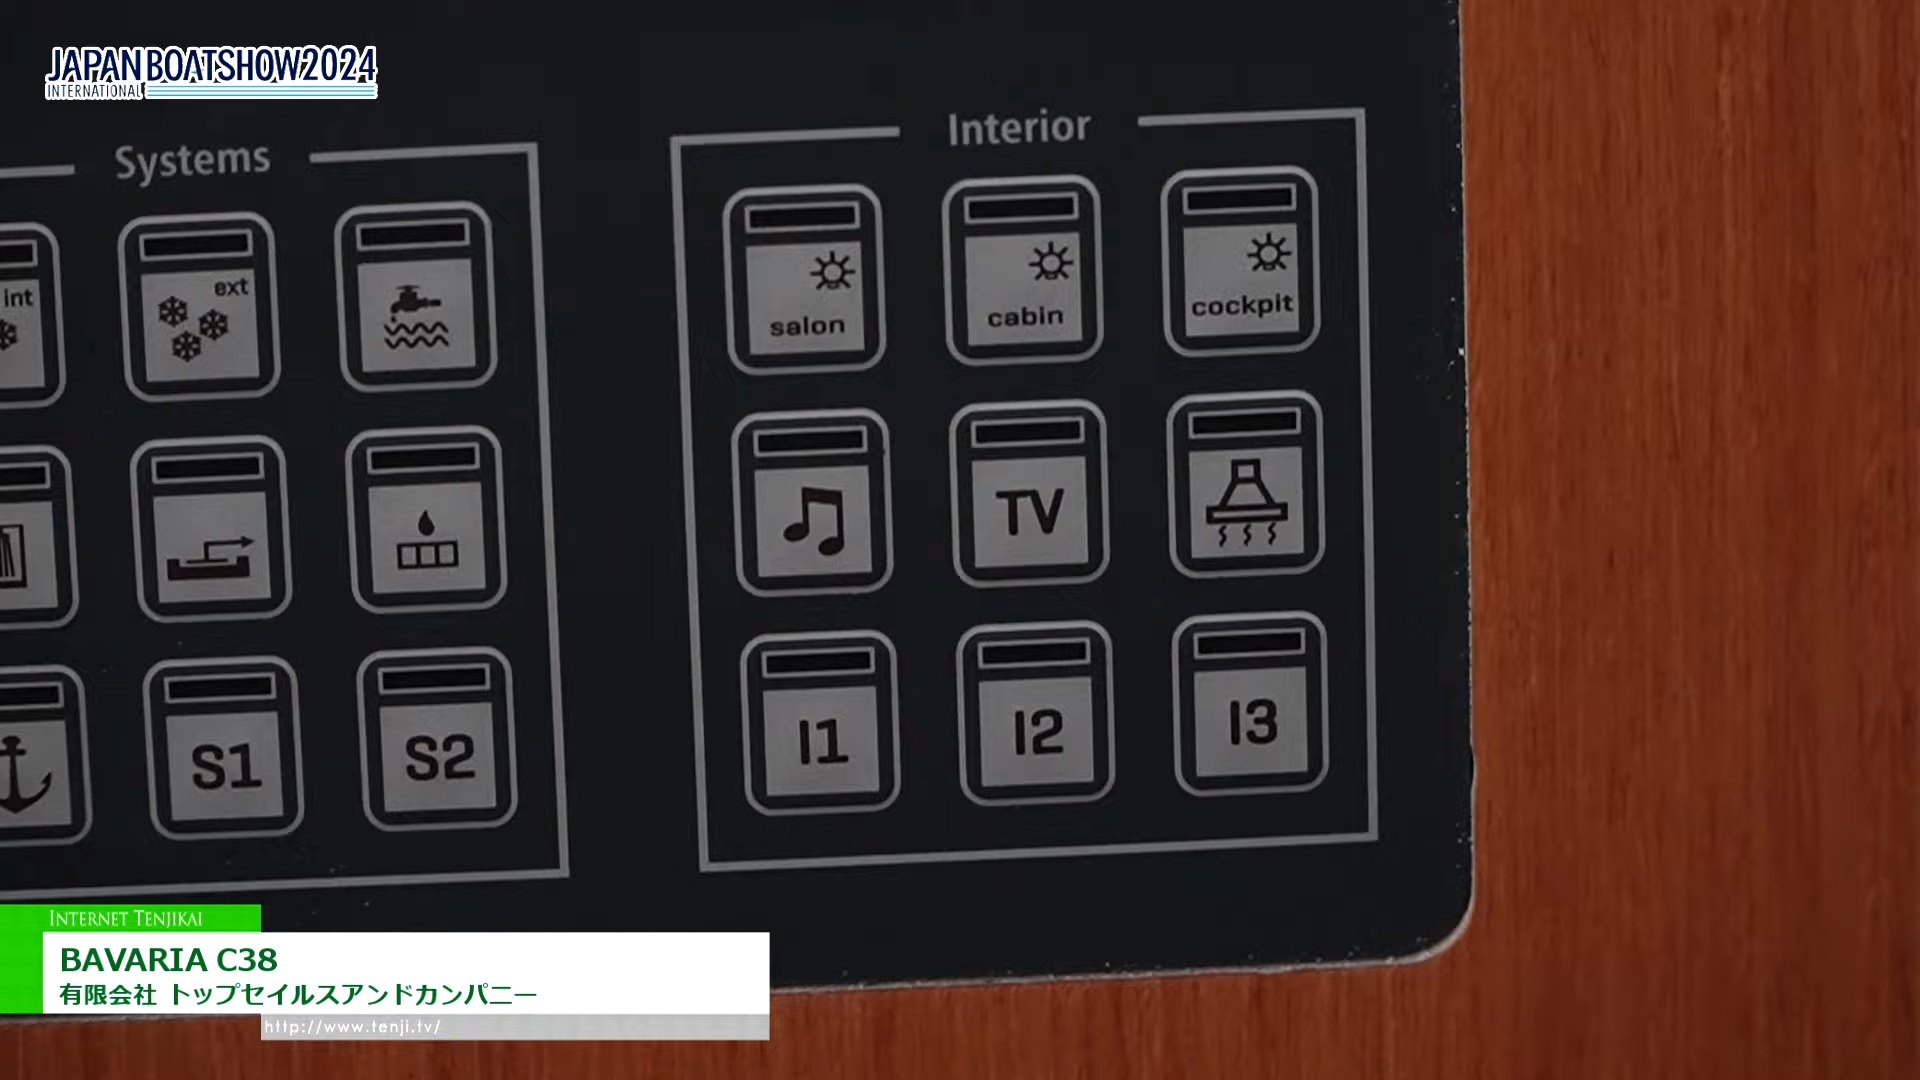 JAPAN BOATSHOW2024
INTERNATIONAL
Systems
Interior
int
ext
salon
cabin
cockpit
TV
S1
S2
I1
I2
I3
INTERNET TENJIKAI
BAVARIA C38
有限会社 トップセイルスアンドカンパニー
http://www.tenji.tv/